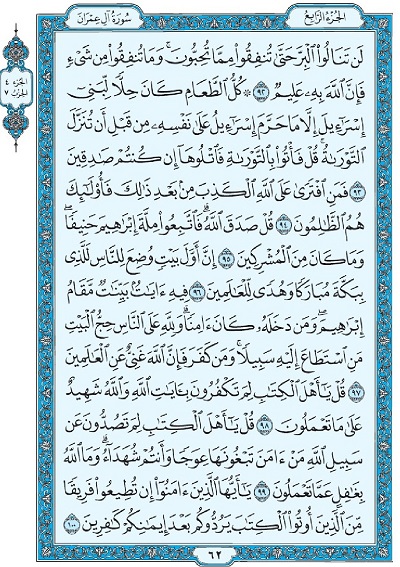 الجزء الرابع
سورة آل عمران
الجزء ٤
الحزب ٧
لَن تَنَالُوا۟ ٱلْبِرَّ حَتَّىٰ تُنفِقُوا۟ مِمَّا تُحِبُّونَ ۚ وَمَا تُنفِقُوا۟ مِن شَىْءٍ
فَإِنَّ ٱللَّهَ بِهِۦ عَلِيمٌ ٩٢ ۞ كُلُّ ٱلطَّعَامِ كَانَ حِلًّا لِّبَنِىٓ
إِسْرَٰٓءِيلَ إِلَّا مَا حَرَّمَ إِسْرَٰٓءِيلُ عَلَىٰ نَفْسِهِۦ مِن قَبْلِ أَن تُنَزَّلَ
ٱلتَّوْرَىٰةُ ۗ قُلْ فَأْتُوا۟ بِٱلتَّوْرَىٰةِ فَٱتْلُوهَآ إِن كُنتُمْ صَٰدِقِينَ
٩٣ فَمَنِ ٱفْتَرَىٰ عَلَى ٱللَّهِ ٱلْكَذِبَ مِنۢ بَعْدِ ذَٰلِكَ فَأُو۟لَٰٓئِكَ
هُمُ ٱلظَّٰلِمُونَ ٩٤ قُلْ صَدَقَ ٱللَّهُ ۗ فَٱتَّبِعُوا۟ مِلَّةَ إِبْرَٰهِيمَ حَنِيفًا ۖ
وَمَا كَانَ مِنَ ٱلْمُشْرِكِينَ ٩٥ إِنَّ أَوَّلَ بَيْتٍ وُضِعَ لِلنَّاسِ لَلَّذِى
بِبَكَّةَ مُبَارَكًا وَهُدًى لِّلْعَٰلَمِينَ ٩٦ فِيهِ ءَايَٰتٌۢ بَيِّنَٰتٌ مَّقَامُ
إِبْرَٰهِيمَ ۖ وَمَن دَخَلَهُۥ كَانَ ءَامِنًا ۗ وَلِلَّهِ عَلَى ٱلنَّاسِ حِجُّ ٱلْبَيْتِ
مَنِ ٱسْتَطَاعَ إِلَيْهِ سَبِيلًا ۚ وَمَن كَفَرَ فَإِنَّ ٱللَّهَ غَنِىٌّ عَنِ ٱلْعَٰلَمِينَ
٩٧ قُلْ يَٰٓأَهْلَ ٱلْكِتَٰبِ لِمَ تَكْفُرُونَ بِـَٔايَٰتِ ٱللَّهِ وَٱللَّهُ شَهِيدٌ
عَلَىٰ مَا تَعْمَلُونَ ٩٨ قُلْ يَٰٓأَهْلَ ٱلْكِتَٰبِ لِمَ تَصُدُّونَ عَن
سَبِيلِ ٱللَّهِ مَنْ ءَامَنَ تَبْغُونَهَا عِوَجًا وَأَنتُمْ شُهَدَآءُ ۗ وَمَا ٱللَّهُ
بِغَٰفِلٍ عَمَّا تَعْمَلُونَ ٩٩ يَٰٓأَيُّهَا ٱلَّذِينَ ءَامَنُوٓا۟ إِن تُطِيعُوا۟ فَرِيقًا
مِّنَ ٱلَّذِينَ أُوتُوا۟ ٱلْكِتَٰبَ يَرُدُّوكُم بَعْدَ إِيمَٰنِكُمْ كَٰفِرِينَ ١٠٠
٦٢